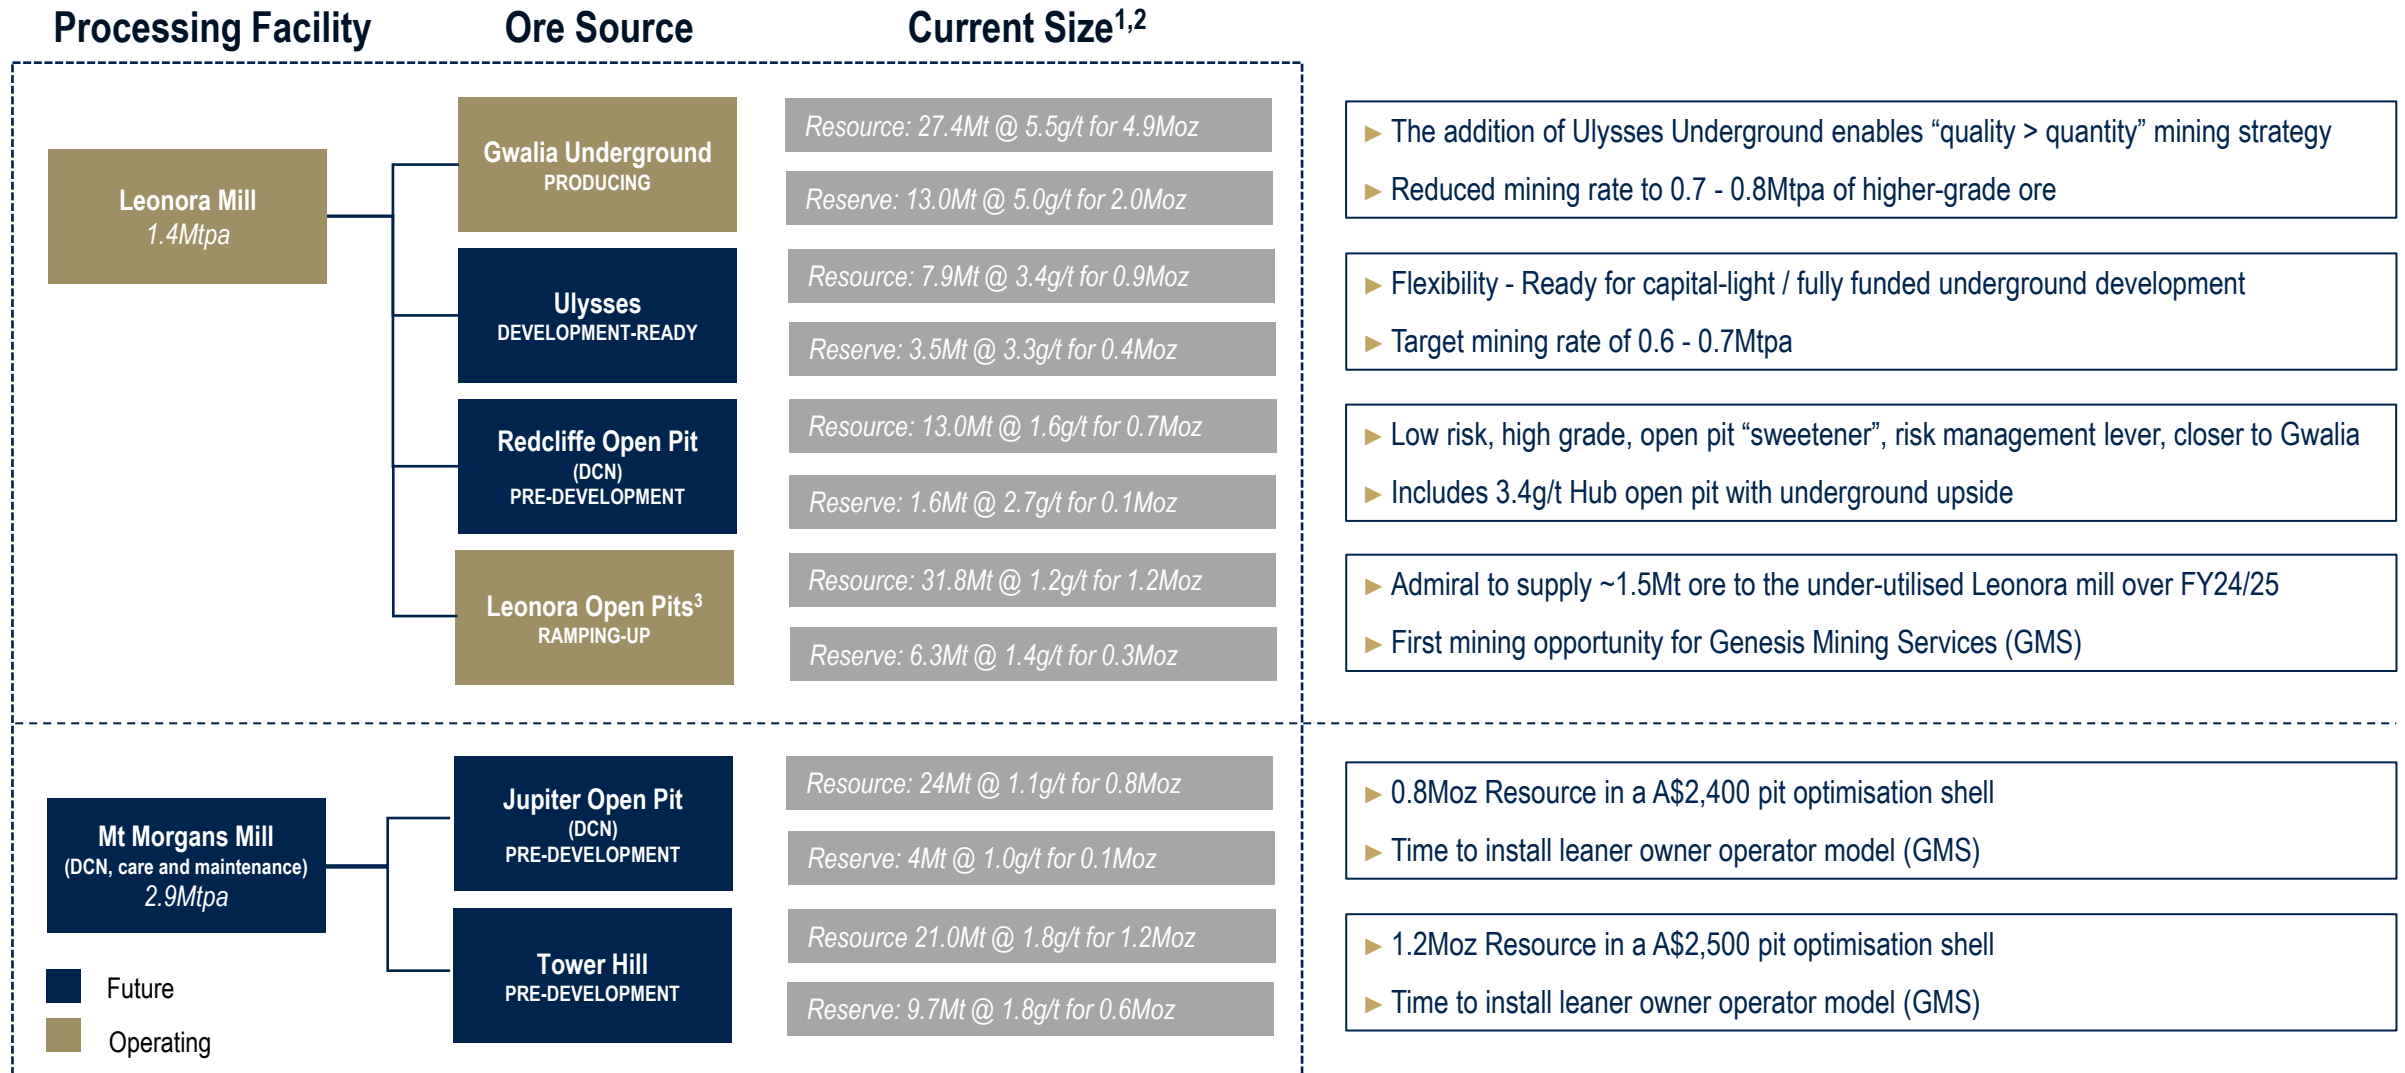 Processing Facility
Ore Source
Current Size1,2
Leonora Mill
1.4Mtpa
Gwalia Underground
PRODUCING
Resource: 27.4Mt @ 5.5g/t for 4.9Moz
Reserve: 13.0Mt @ 5.0g/t for 2.0Moz
► The addition of Ulysses Underground enables “quality > quantity” mining strategy
► Reduced mining rate to 0.7 - 0.8Mtpa of higher-grade ore
Ulysses
DEVELOPMENT-READY
Resource: 7.9Mt @ 3.4g/t for 0.9Moz
Reserve: 3.5Mt @ 3.3g/t for 0.4Moz
► Flexibility - Ready for capital-light / fully funded underground development
► Target mining rate of 0.6 - 0.7Mtpa
Redcliffe Open Pit
(DCN)
PRE-DEVELOPMENT
Resource: 13.0Mt @ 1.6g/t for 0.7Moz
Reserve: 1.6Mt @ 2.7g/t for 0.1Moz
► Low risk, high grade, open pit “sweetener”, risk management lever, closer to Gwalia
► Includes 3.4g/t Hub open pit with underground upside
Leonora Open Pits3
RAMPING-UP
Resource: 31.8Mt @ 1.2g/t for 1.2Moz
Reserve: 6.3Mt @ 1.4g/t for 0.3Moz
► Admiral to supply ~1.5Mt ore to the under-utilised Leonora mill over FY24/25
► First mining opportunity for Genesis Mining Services (GMS)
Mt Morgans Mill
(DCN, care and maintenance)
2.9Mtpa
Jupiter Open Pit
(DCN)
PRE-DEVELOPMENT
Resource: 24Mt @ 1.1g/t for 0.8Moz
Reserve: 4Mt @ 1.0g/t for 0.1Moz
► 0.8Moz Resource in a A$2,400 pit optimisation shell
► Time to install leaner owner operator model (GMS)
Tower Hill
PRE-DEVELOPMENT
Resource 21.0Mt @ 1.8g/t for 1.2Moz
Reserve: 9.7Mt @ 1.8g/t for 0.6Moz
► 1.2Moz Resource in a A$2,500 pit optimisation shell
► Time to install leaner owner operator model (GMS)
Future
Operating